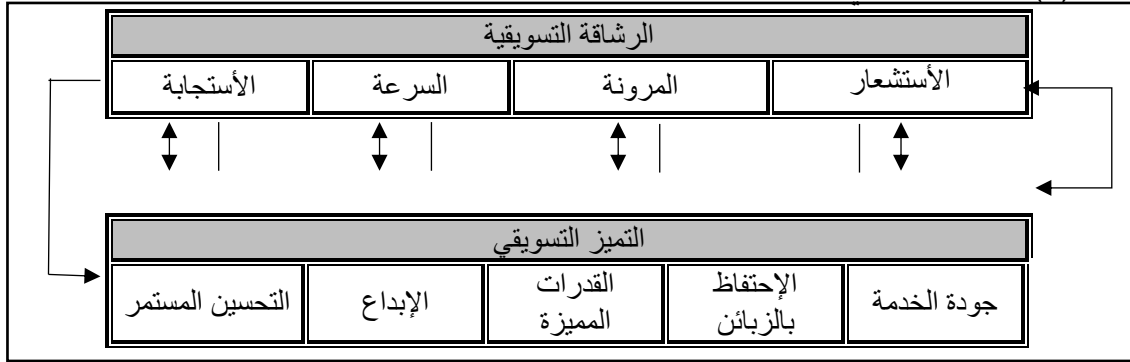 الرشاقة التسويقية
الأستشعار
المرونة
السرعة
الأستجابة
التميز التسويقي
جودة الخدمة
الإحتفاظ
بالزبائن
القدرات
المميزة
الإبداع
التحسين المستمر